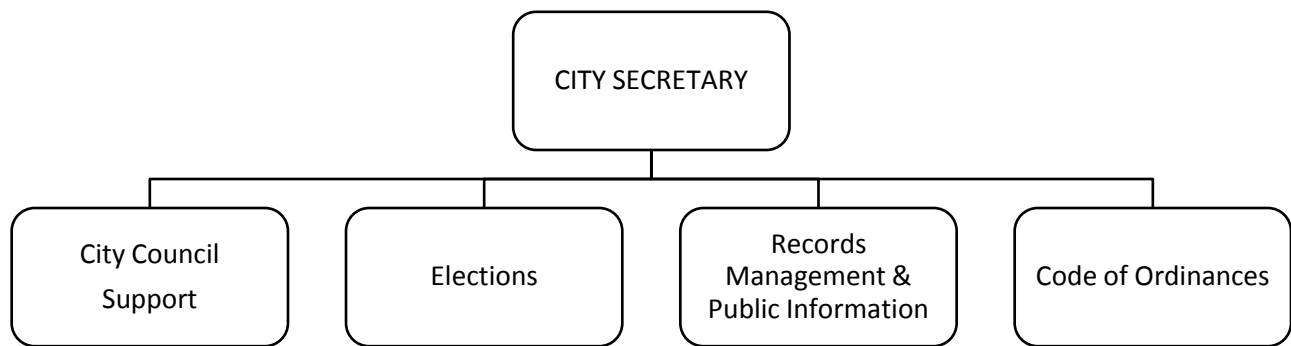 CITY SECRETARY
City Council
Support
Elections
Records
Management &
Public Information
Code of Ordinances